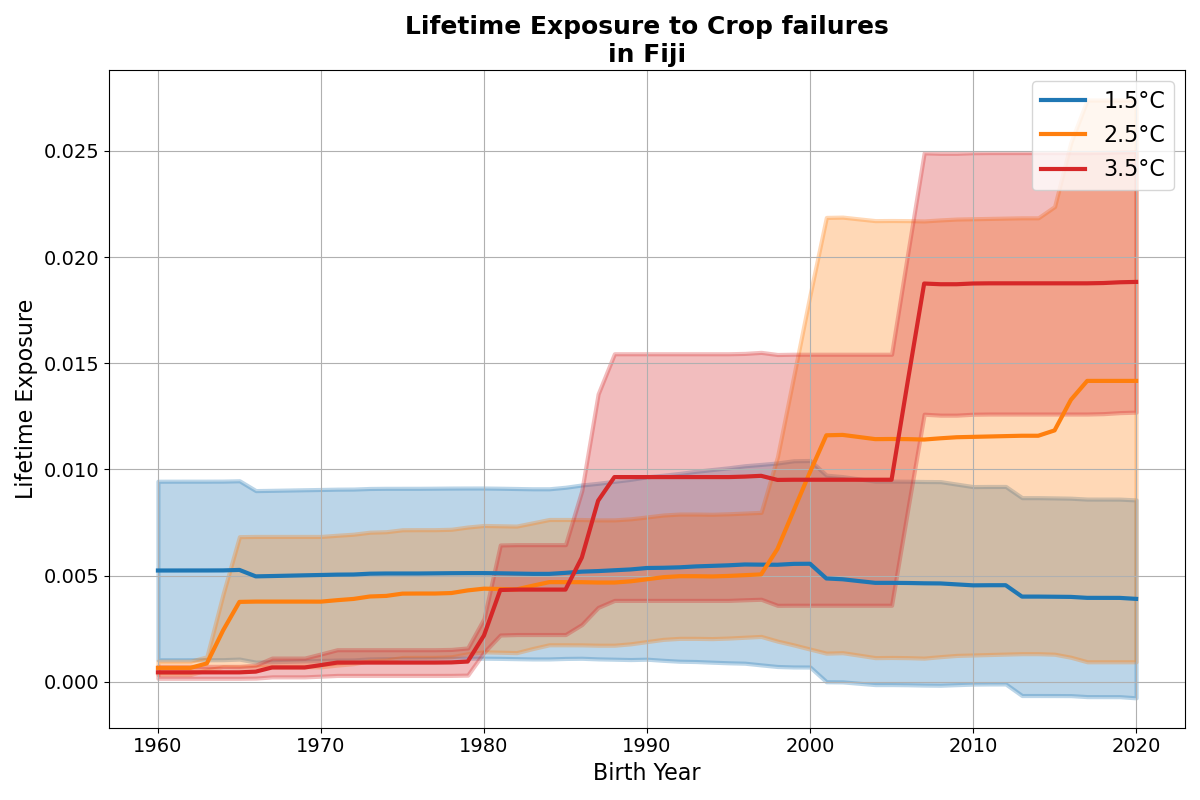 Lifetime Exposure to Crop failures
in Fiji
1.5°C
2.5°C
3.5°C
Lifetime Exposure
0.025
0.020
0.015
0.010
0.005
0.000
1960 1970 1980 1990 2000 2010 2020
Birth Year